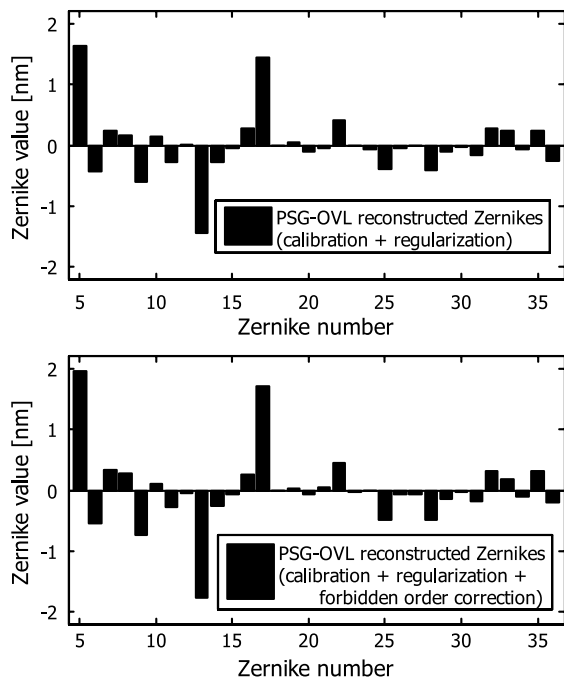 2
1
0
-1
-2
Zernike value [nm]
PSG-OVL reconstructed Zernikes
(calibration + regularization)
5 10 15 20 25 30 35
Zernike number
2
1
0
-1
-2
Zernike value [nm]
PSG-OVL reconstructed Zernikes
(calibration + regularization +
forbidden order correction)
5 10 15 20 25 30 35
Zernike number